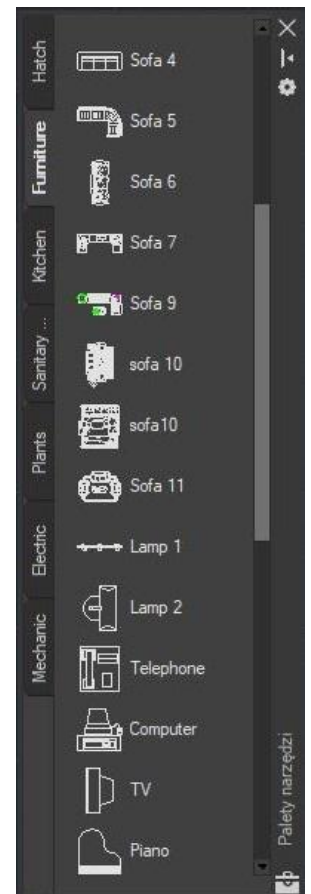 Hatch
Furniture
Kitchen
Sanitary ...
Plants
Electric
Mechanic
Sofa 4
Sofa 5
Sofa 6
Sofa 7
Sofa 9
sofa 10
sofa10
Sofa 11
Lamp 1
Lamp 2
Telephone
Computer
TV
Piano
Palety narzędzi